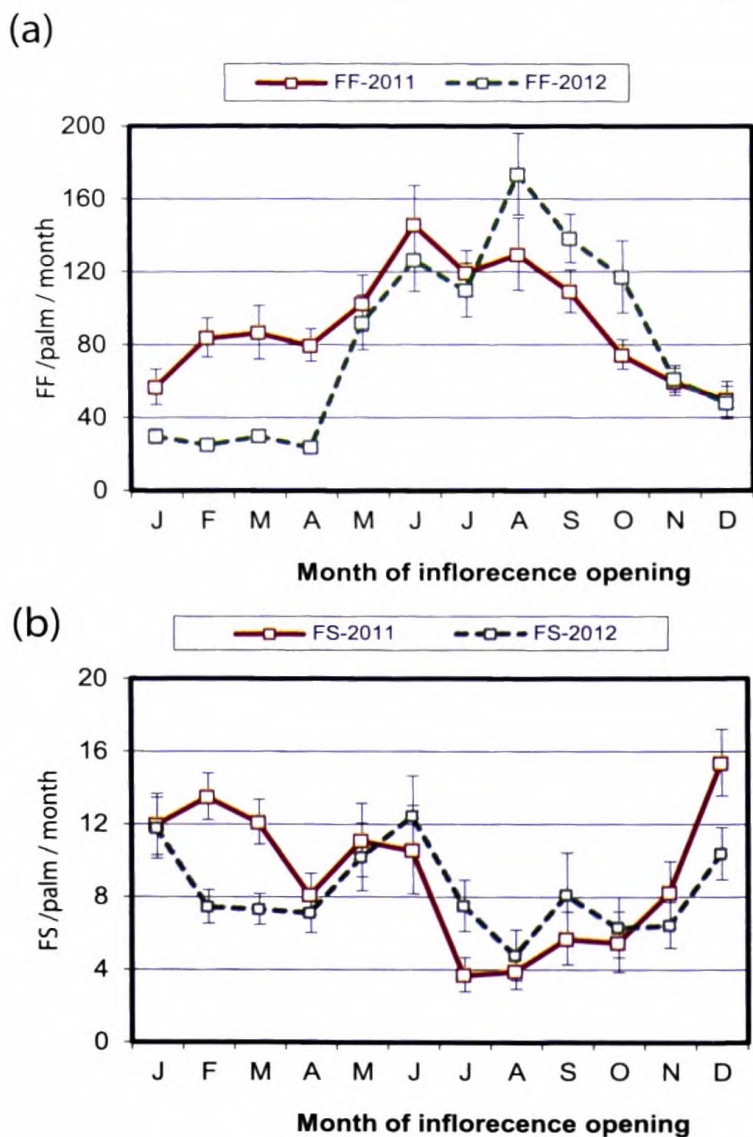 (a)
FF-2011 FF-2012
200
160
120
80
40
0
FF /palm / month
J F M A M J J A S O N D
Month of inflorecence opening
(b)
FS-2011 FS-2012
20
16
12
8
4
0
FS /palm / month
J F M A M J J A S O N D
Month of inflorecence opening